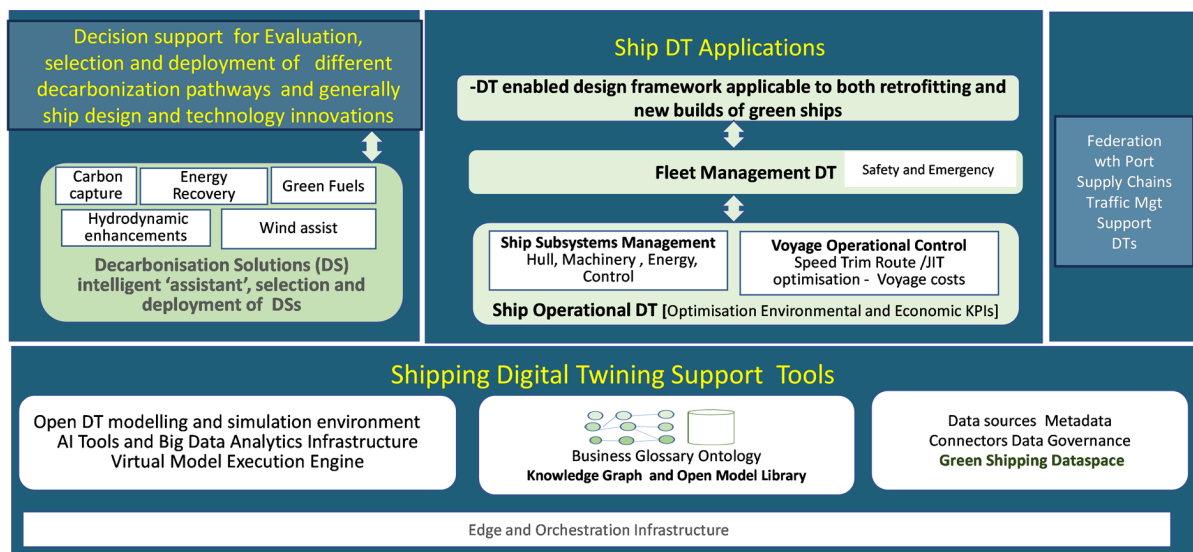 Decision support for Evaluation,
selection and deployment of different
decarbonization pathways and generally
ship design and technology innovations
Carbon
capture
Energy
Recovery
Green Fuels
Hydrodynamic
enhancements
Wind assist
Decarbonisation Solutions (DS)
intelligent ‘assistant’, selection and
deployment of DSs
Ship DT Applications
-DT enabled design framework applicable to both retrofitting and
new builds of green ships
Fleet Management DT
Safety and Emergency
Ship Subsystems Management
Hull, Machinery , Energy,
Control
Voyage Operational Control
Speed Trim Route /JIT
optimisation - Voyage costs
Ship Operational DT [Optimisation Environmental and Economic KPIs]
Federation
wth Port
Supply Chains
Traffic Mgt
Support
DTs
Shipping Digital Twining Support Tools
Open DT modelling and simulation environment
AI Tools and Big Data Analytics Infrastructure
Virtual Model Execution Engine
Business Glossary Ontology
Knowledge Graph and Open Model Library
Data sources Metadata
Connectors Data Governance
Green Shipping Dataspace
Edge and Orchestration Infrastructure